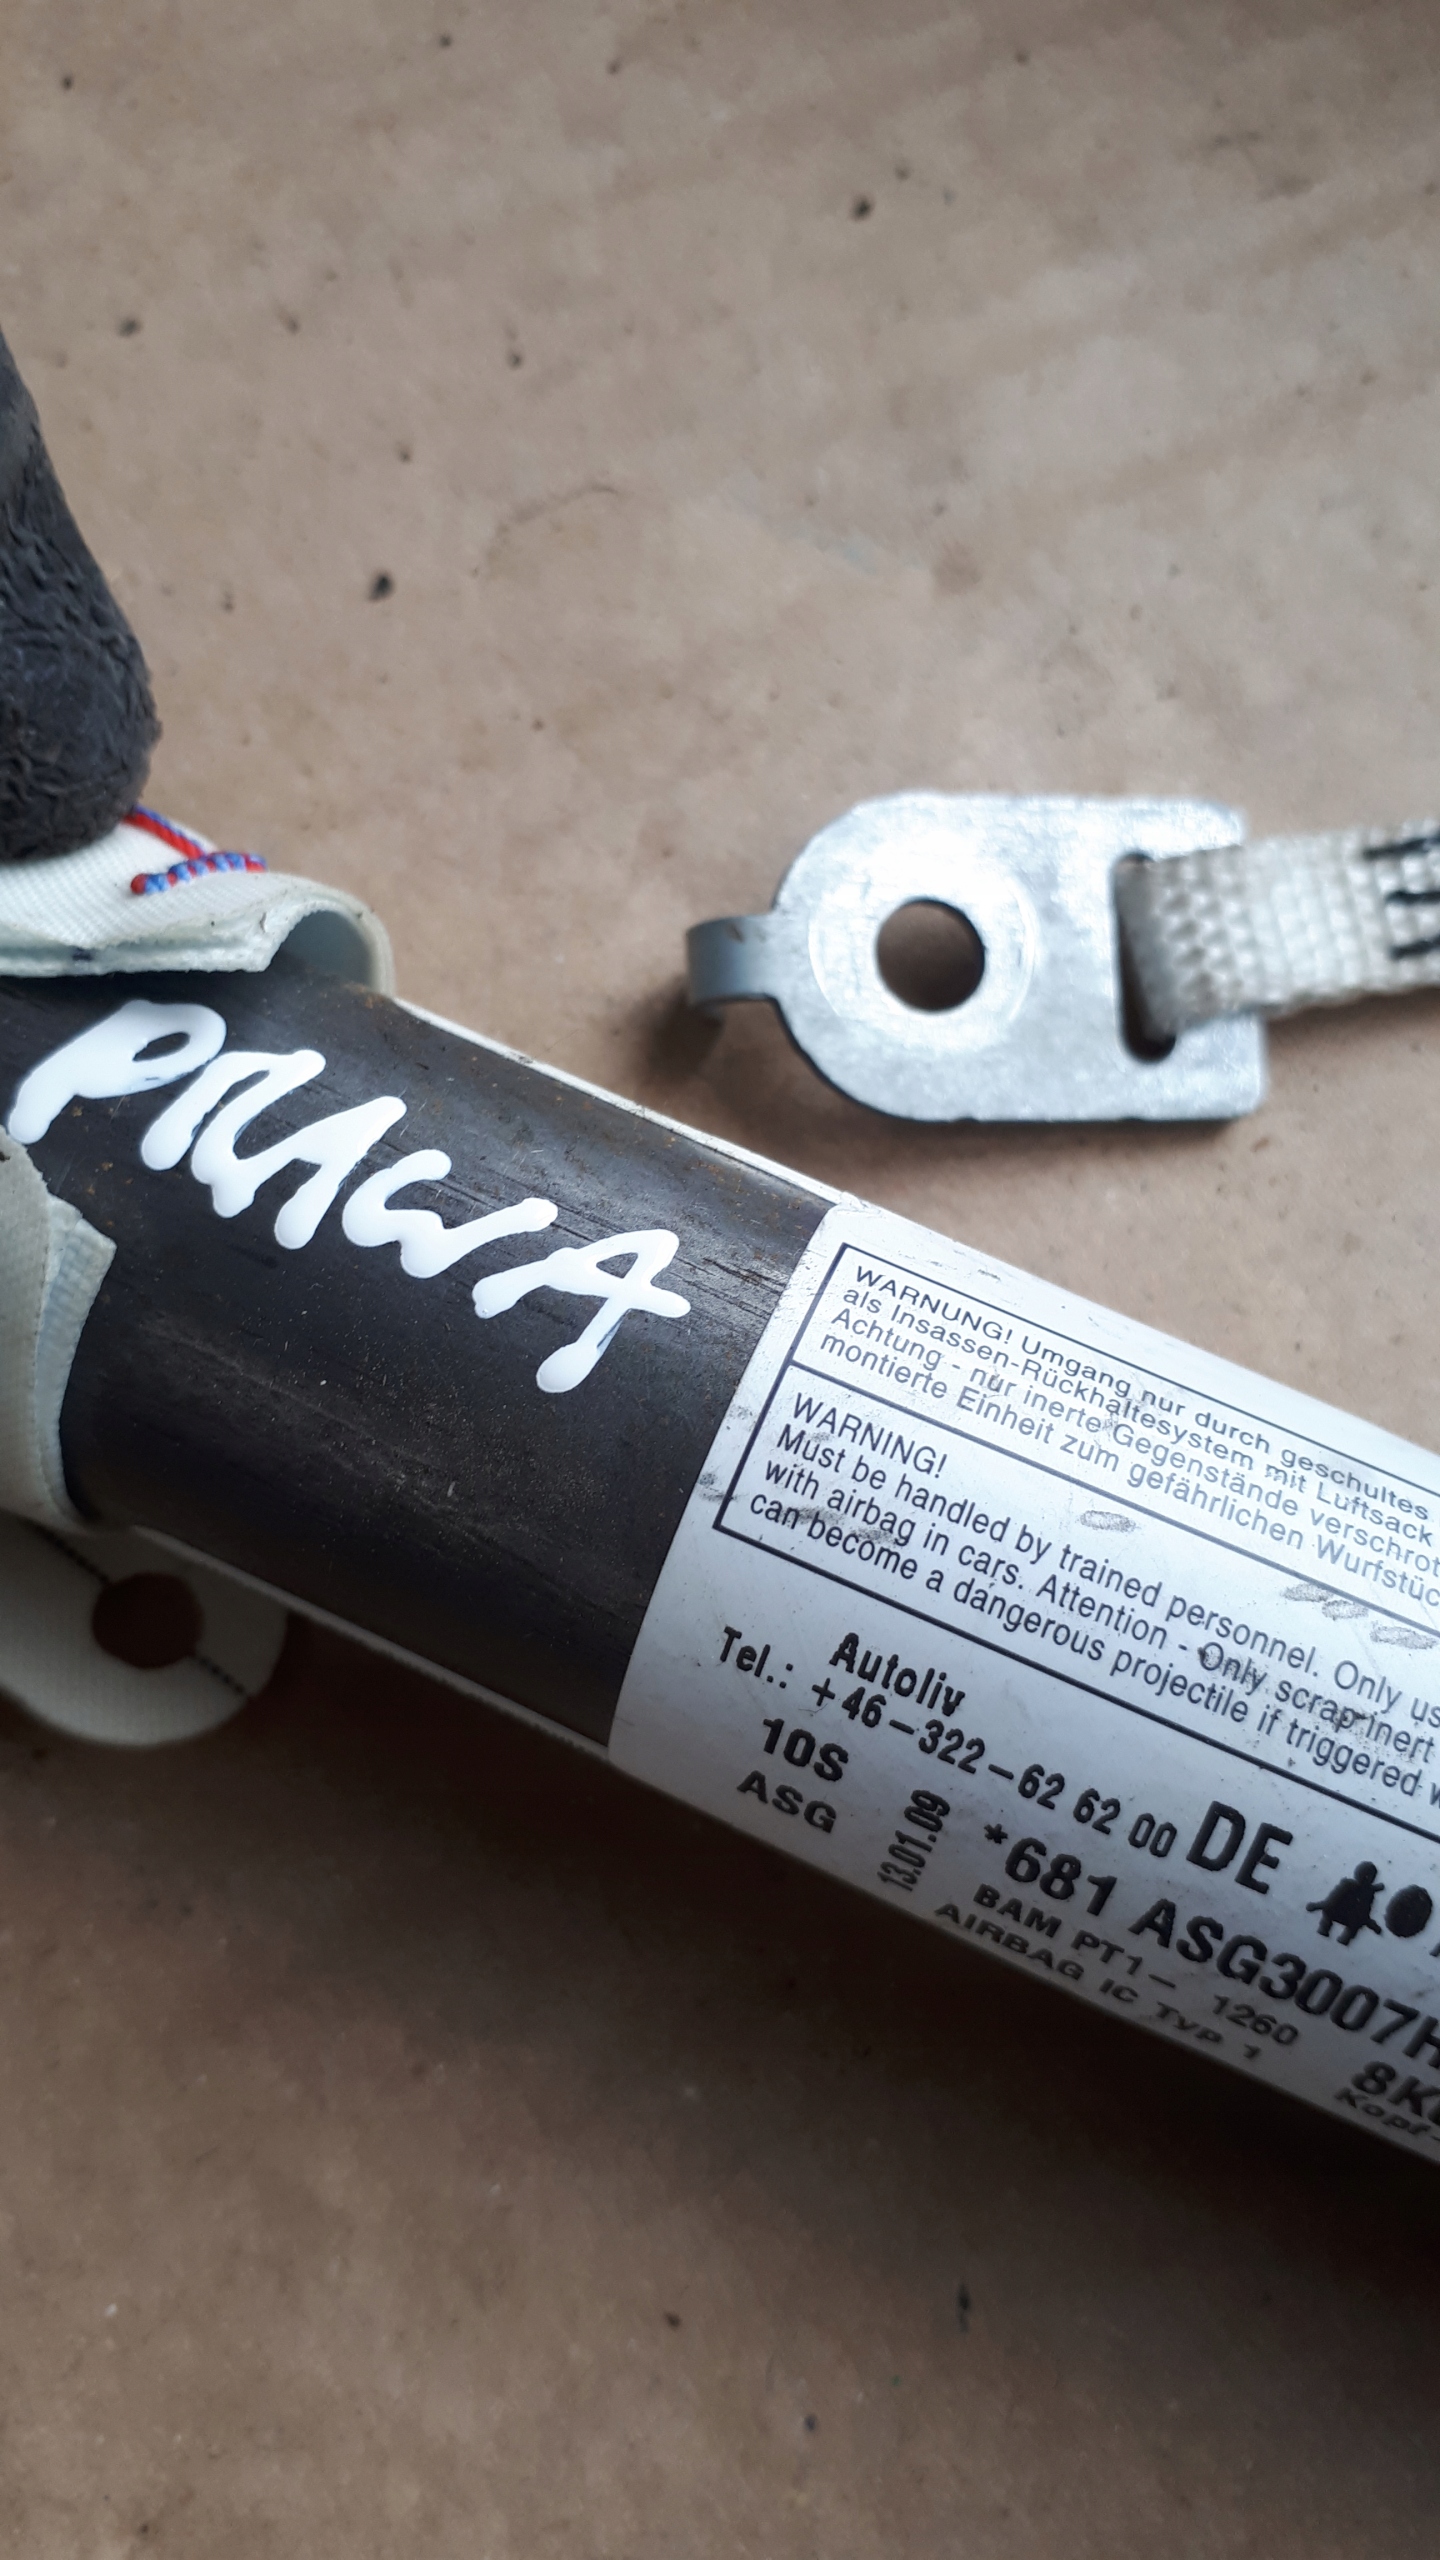 PRAWA
WARNUNG! Umgang nur durch geschultes
als Insassen-Rückhaltesystem mit Luftsack
Achtung - nur inerte Gegenstände verschrot
montierte Einheit zum gefährlichen Wurfstüc
WARNING!
Must be handled by trained personnel. Only us
with airbag in cars. Attention - Only scrap inert
can become a dangerous projectile if triggered w
Autoliv
Tel.: +46-322-62 62 00 DE
10S
ASG
13.01.09
*681 ASG3007H
BAM PT1- 1260
AIRBAG IC TYP 1
8K
Kopf-